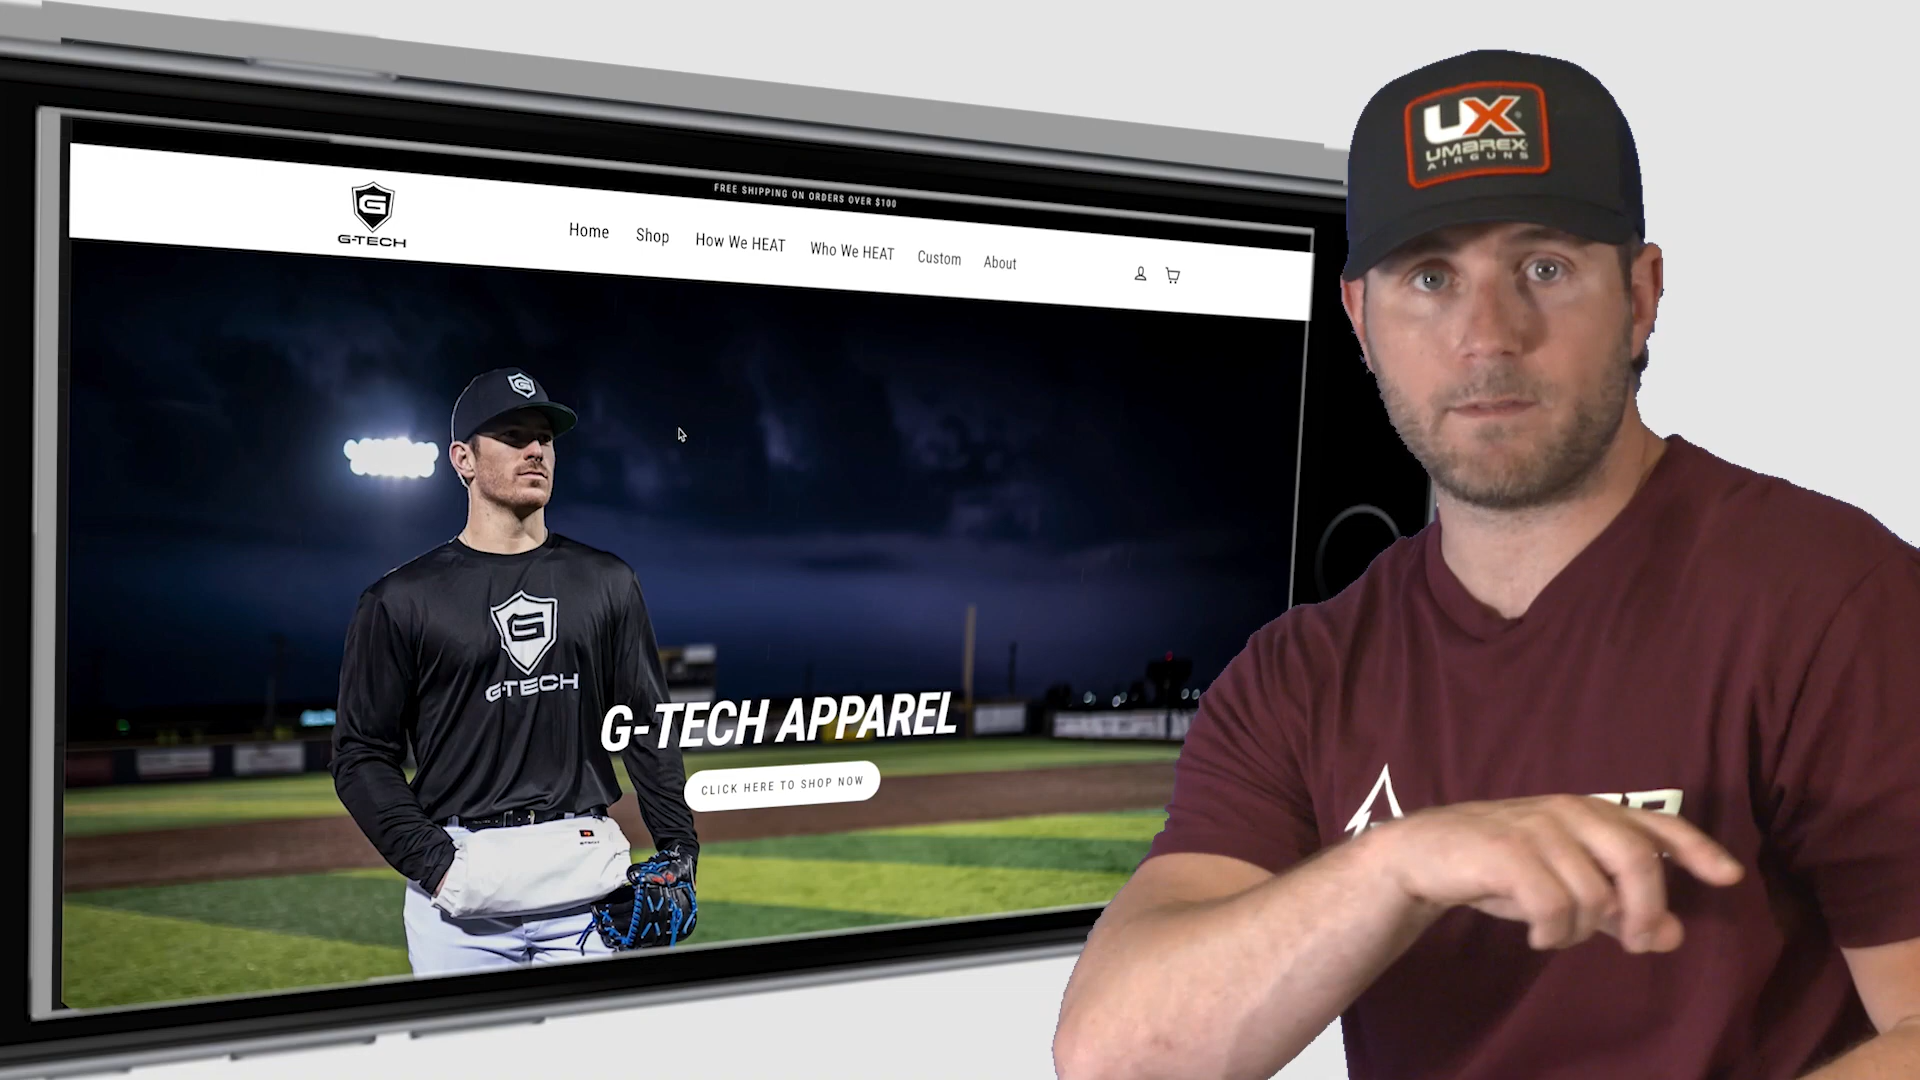 FREE SHIPPING ON ORDERS OVER $100
G
G-TECH
Home Shop How We HEAT Who We HEAT Custom About
G
G
G-TECH
G-TECH APPAREL
CLICK HERE TO SHOP NOW
UX
UMAREX
AIRGUNS